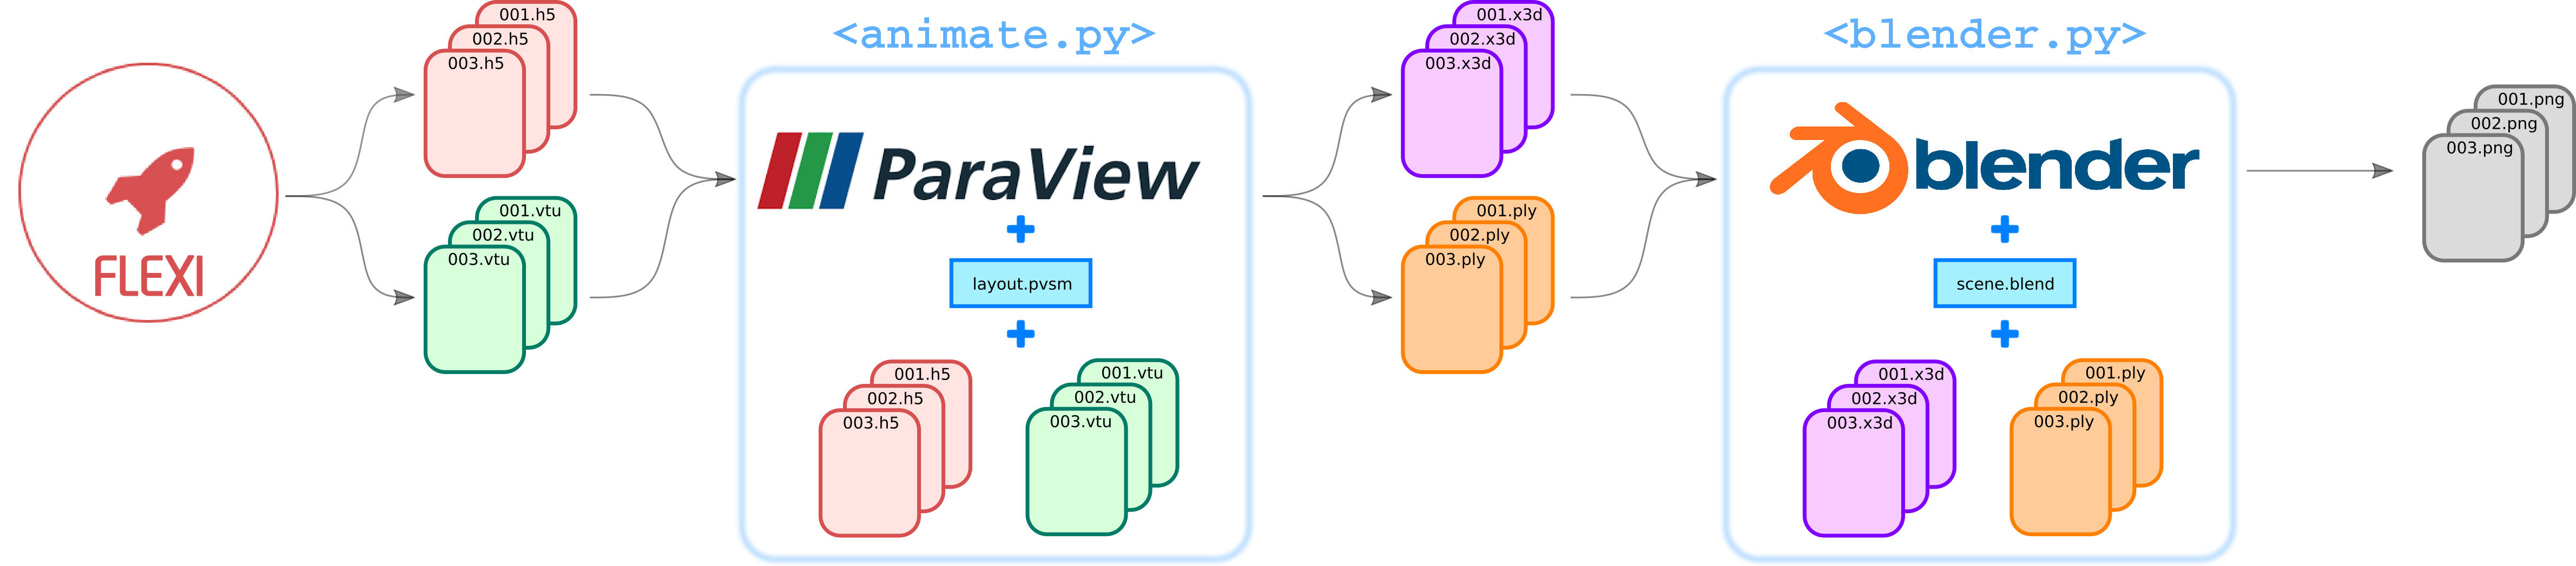 FLEXI
001.h5
002.h5
003.h5
001.vtu
002.vtu
003.vtu
<animate.py>
ParaView
layout.pvsm
001.h5
002.h5
003.h5
001.vtu
002.vtu
003.vtu
001.x3d
002.x3d
003.x3d
001.ply
002.ply
003.ply
<blender.py>
blender
scene.blend
001.x3d
002.x3d
003.x3d
001.ply
002.ply
003.ply
001.png
002.png
003.png